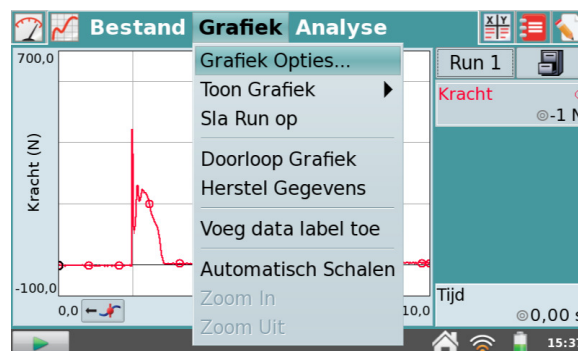 Bestand Grafiek Analyse
X Y
700,0
Kracht (N)
-100,0
0,0
10,0
Grafiek Opties...
Toon Grafiek
Sla Run op
Doorloop Grafiek
Herstel Gegevens
Voeg data label toe
Automatisch Schalen
Zoom In
Zoom Uit
Run 1
Kracht
-1 N
Tijd
0,00 s